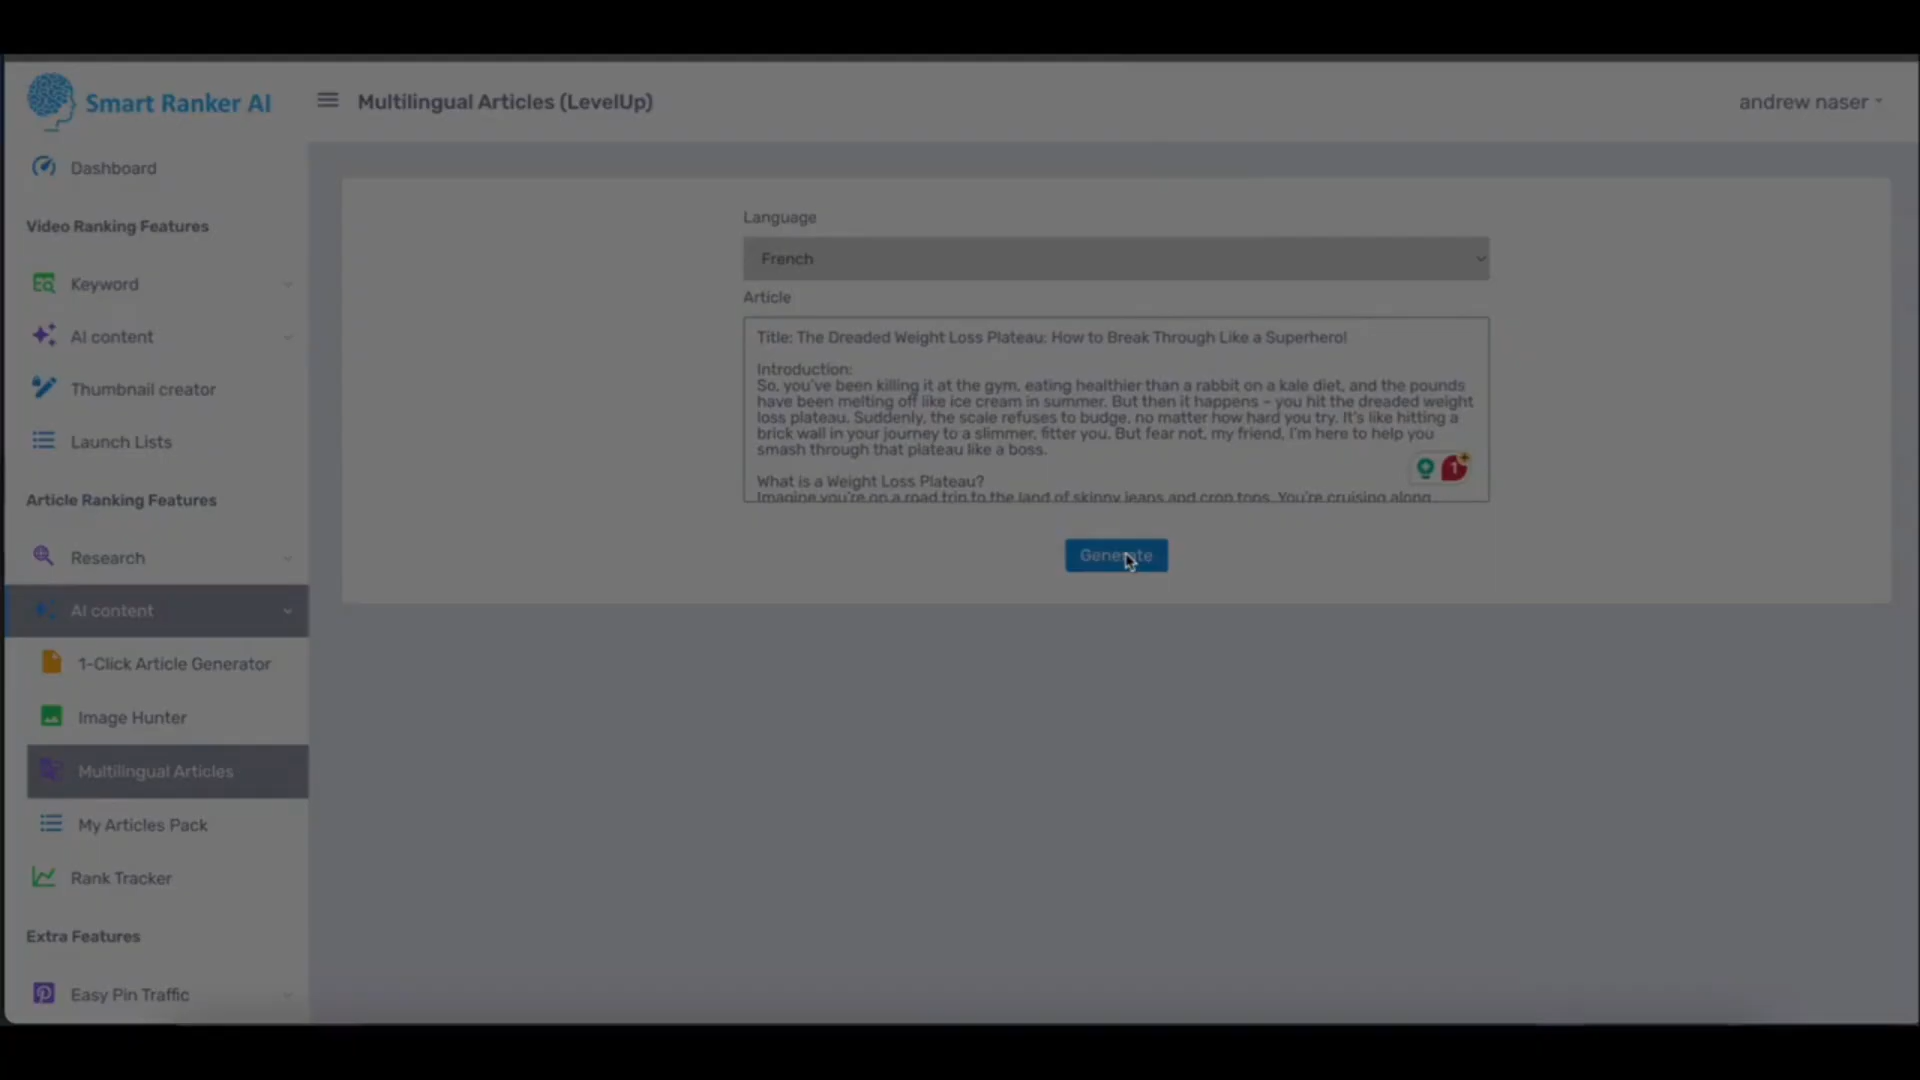 Smart Ranker AI
Multilingual Articles (LevelUp)
andrew naser
Dashboard
Video Ranking Features
Keyword
AI content
Thumbnail creator
Launch Lists
Article Ranking Features
Research
AI content
1-Click Article Generator
Image Hunter
Multilingual Articles
My Articles Pack
Rank Tracker
Extra Features
Easy Pin Traffic
Language
French
Article
Title: The Dreaded Weight Loss Plateau: How to Break Through Like a Superhero!
Introduction:
So, you've been killing it at the gym, eating healthier than a rabbit on a kale diet, and the pounds
have been melting off like ice cream in summer. But then it happens – you hit the dreaded weight
loss plateau. Suddenly, the scale refuses to budge, no matter how hard you try. It's like hitting a
brick wall in your journey to a slimmer, fitter you. But fear not, my friend, I'm here to help you
smash through that plateau like a boss.
What is a Weight Loss Plateau?
Imagine you're on a road trip to the land of skinny jeans and crop tops. You're cruising along
1
Generate